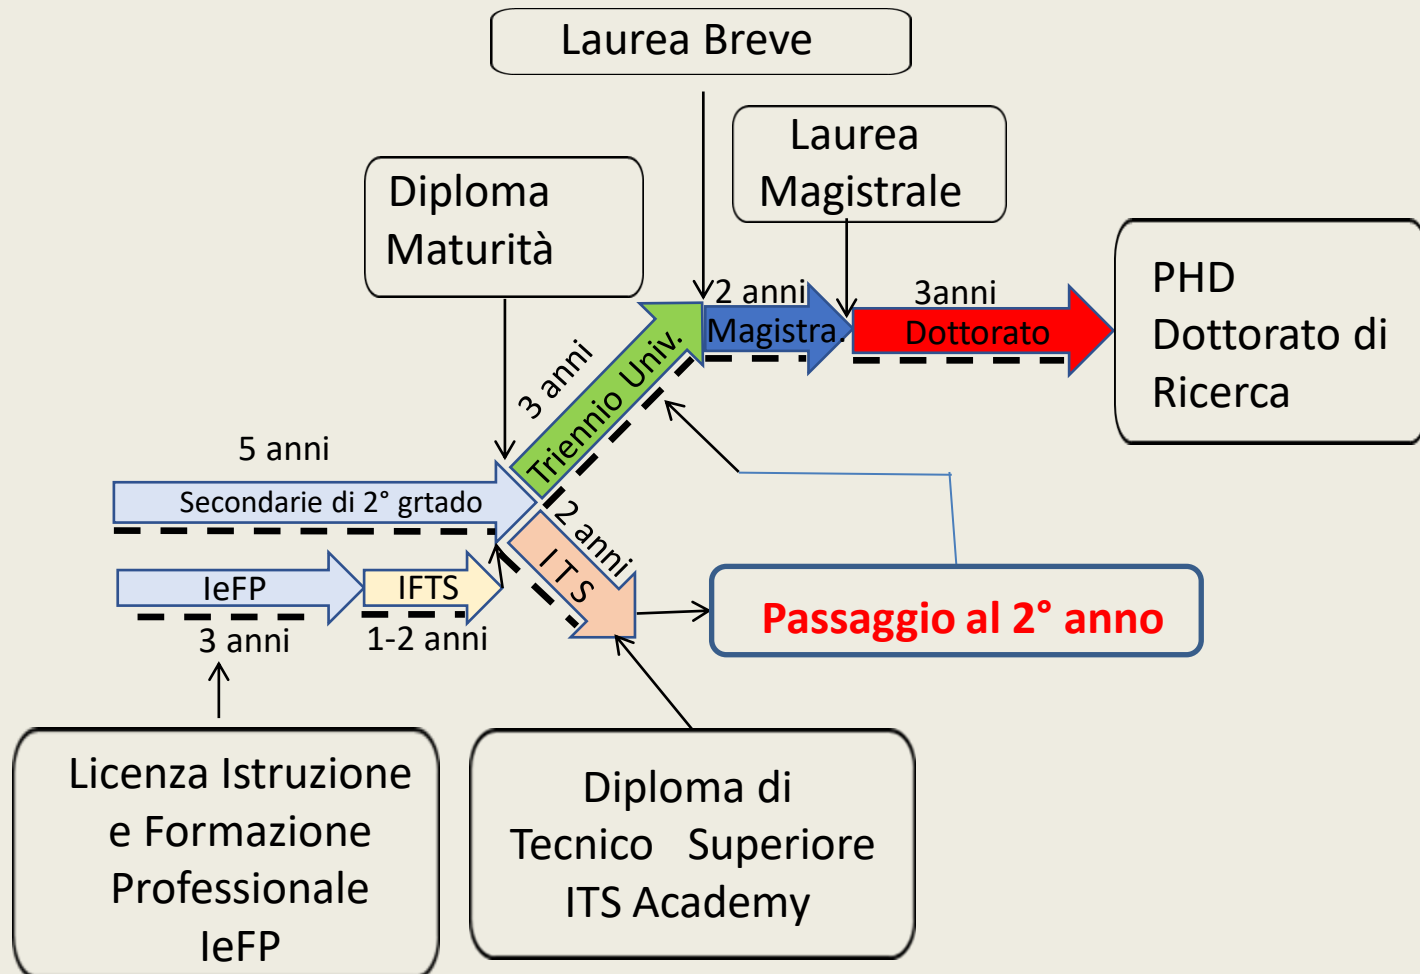 Laurea Breve
Laurea
Magistrale
Diploma
Maturità
PHD
Dottorato di
Ricerca
2 anni
3anni
Magistra.
Dottorato
3 anni
Triennio Univ.
5 anni
Secondarie di 2° grtado
2 anni
I T S
IeFP
IFTS
3 anni
1-2 anni
Passaggio al 2° anno
Licenza Istruzione
e Formazione
Professionale
IeFP
Diploma di
Tecnico Superiore
ITS Academy